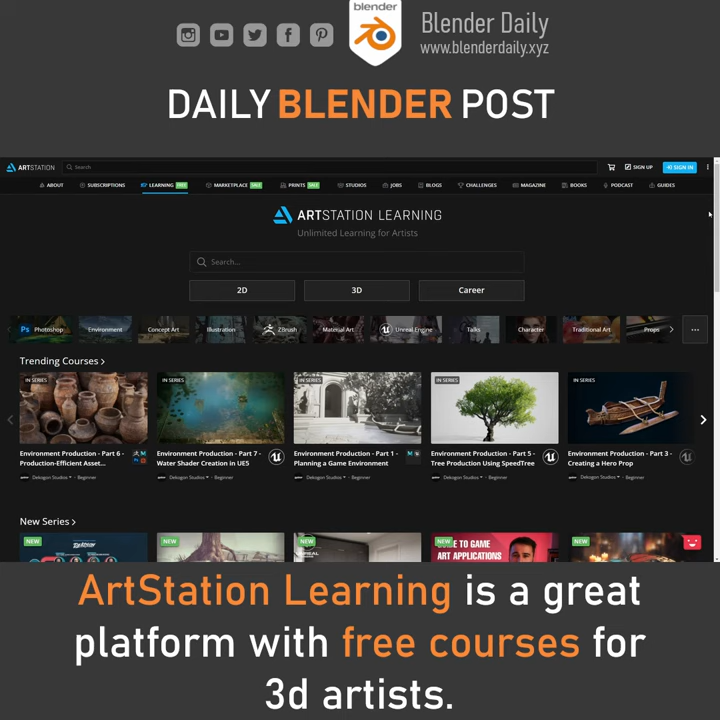 blender
Blender Daily
www.blenderdaily.xyz
DAILY BLENDER POST
ARTSTATION
Search
SIGN UP
SIGN IN
ABOUT
SUBSCRIPTIONS
LEARNING FREE
MARKETPLACE SALE
PRINTS SALE
STUDIOS
JOBS
BLOGS
CHALLENGES
MAGAZINE
BOOKS
PODCAST
GUIDES
ARTSTATION LEARNING
Unlimited Learning for Artists
Search...
2D
3D
Career
Ps Photoshop
Environment
Concept Art
Illustration
ZBrush
Material Art
Unreal Engine
Talks
Character
Traditional Art
Props
Trending Courses
IN SERIES
IN SERIES
IN SERIES
IN SERIES
IN SERIES
Environment Production - Part 6 -
Production-Efficient Asset...
Dekogon Studios • Beginner
Environment Production - Part 7 -
Water Shader Creation in UE5
Dekogon Studios • Beginner
Environment Production - Part 1 -
Planning a Game Environment
Dekogon Studios • Beginner
Environment Production - Part 5 -
Tree Production Using SpeedTree
Dekogon Studios • Beginner
Environment Production - Part 3 -
Creating a Hero Prop
Dekogon Studios • Beginner
New Series
NEW
NEW
NEW
NEW
NEW
TO GAME
ART APPLICATIONS
ArtStation Learning is a great
platform with free courses for
3d artists.